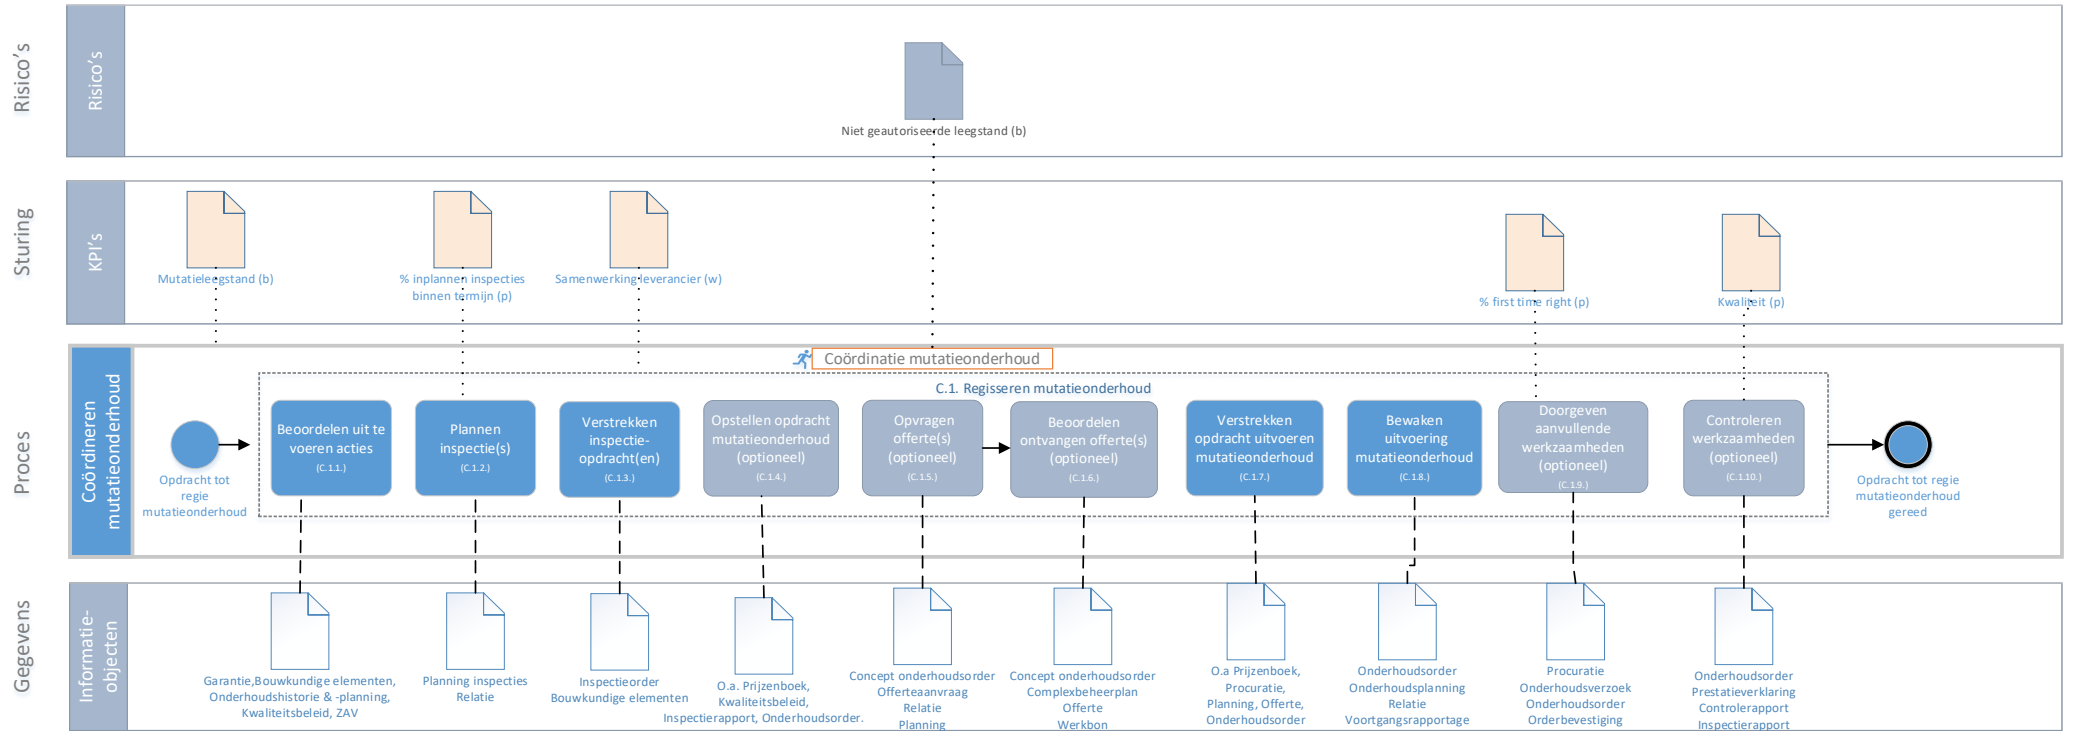 Risico's
Risico's
Niet geautoriseerde leegstand (b)
Sturing
KPI's
Mutatieleegstand (b)
% inplannen inspecties
binnen termijn (p)
Samenwerking leverancier (w)
% first time right (p)
Kwaliteit (p)
Proces
Coördineren
mutatieonderhoud
Coördinatie mutatieonderhoud
C.1. Regisseren mutatieonderhoud
Opdracht tot
regie
mutatieonderhoud
Beoordelen uit te
voeren acties
(C.1.1.)
Plannen
inspectie(s)
(C.1.2.)
Verstrekken
inspectie-
opdracht(en)
(C.1.3.)
Opstellen opdracht
mutatieonderhoud
(optioneel)
(C.1.4.)
Opvragen
offerte(s)
(optioneel)
(C.1.5.)
Beoordelen
ontvangen offerte(s)
(optioneel)
(C.1.6.)
Verstrekken
opdracht uitvoeren
mutatieonderhoud
(C.1.7.)
Bewaken
uitvoering
mutatieonderhoud
(C.1.8.)
Doorgeven
aanvullende
werkzaamheden
(optioneel)
(C.1.9.)
Controleren
werkzaamheden
(optioneel)
(C.1.10.)
Opdracht tot regie
mutatieonderhoud
gereed
Gegevens
Informatie-
objecten
Garantie,Bouwkundige elementen,
Onderhoudshistorie & -planning,
Kwaliteitsbeleid, ZAV
Planning inspecties
Relatie
Inspectieorder
Bouwkundige elementen
O.a. Prijzenboek,
Kwaliteitsbeleid,
Inspectierapport, Onderhoudsorder.
Concept onderhoudsorder
Offerteaanvraag
Relatie
Planning
Concept onderhoudsorder
Complexbeheerplan
Offerte
Werkbon
O.a Prijzenboek,
Procuratie,
Planning, Offerte,
Onderhoudsorder
Onderhoudsorder
Onderhoudsplanning
Relatie
Voortgangsrapportage
Procuratie
Onderhoudsverzoek
Onderhoudsorder
Orderbevestiging
Onderhoudsorder
Prestatieverklaring
Controlerapport
Inspectierapport